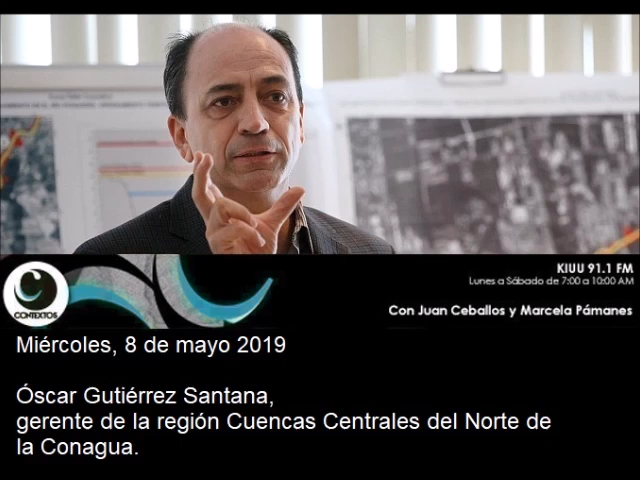 KIUU 91.1 FM
Lunes a Sábado de 7:00 a 10:00 AM
CONTEXTOS
Con Juan Ceballos y Marcela Pámanes
Miércoles, 8 de mayo 2019
Óscar Gutiérrez Santana,
gerente de la región Cuencas Centrales del Norte de
la Conagua.